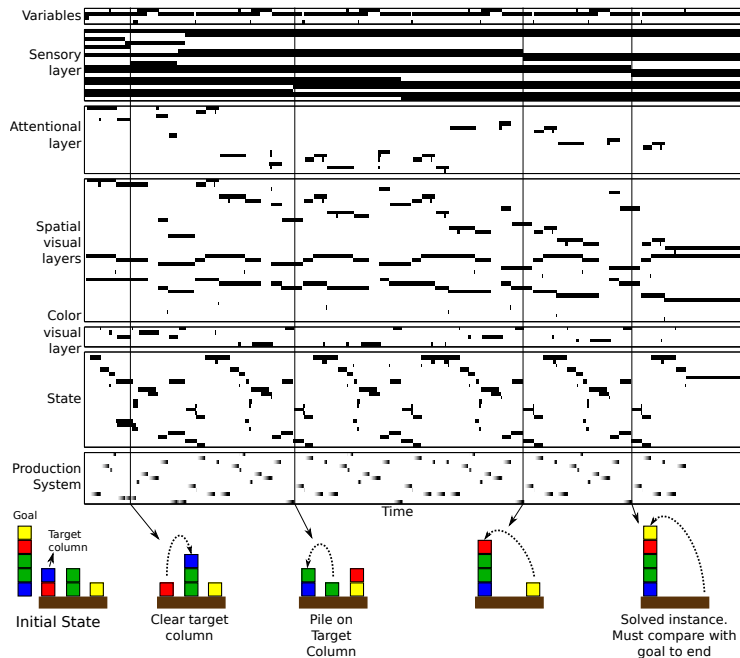 Variables
Sensory
layer
Attentional
layer
Spatial
visual
layers
Color
visual
layer
State
Production
System
Time
Goal
Target
column
Initial State
Clear target
column
Pile on
Target
Column
Solved instance.
Must compare with
goal to end